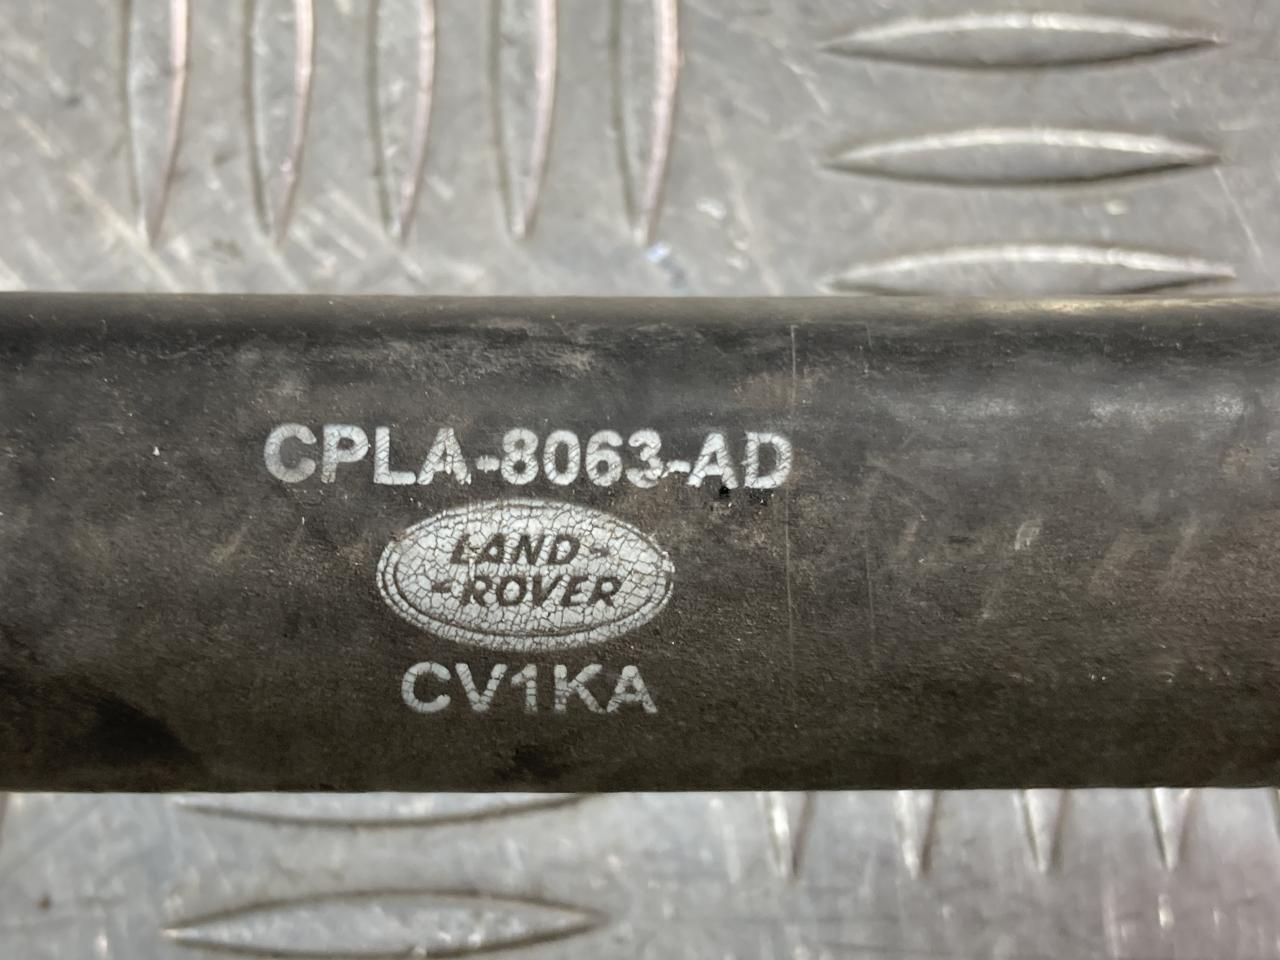 CPLA-8063-AD
LAND-
-ROVER
CV1KA